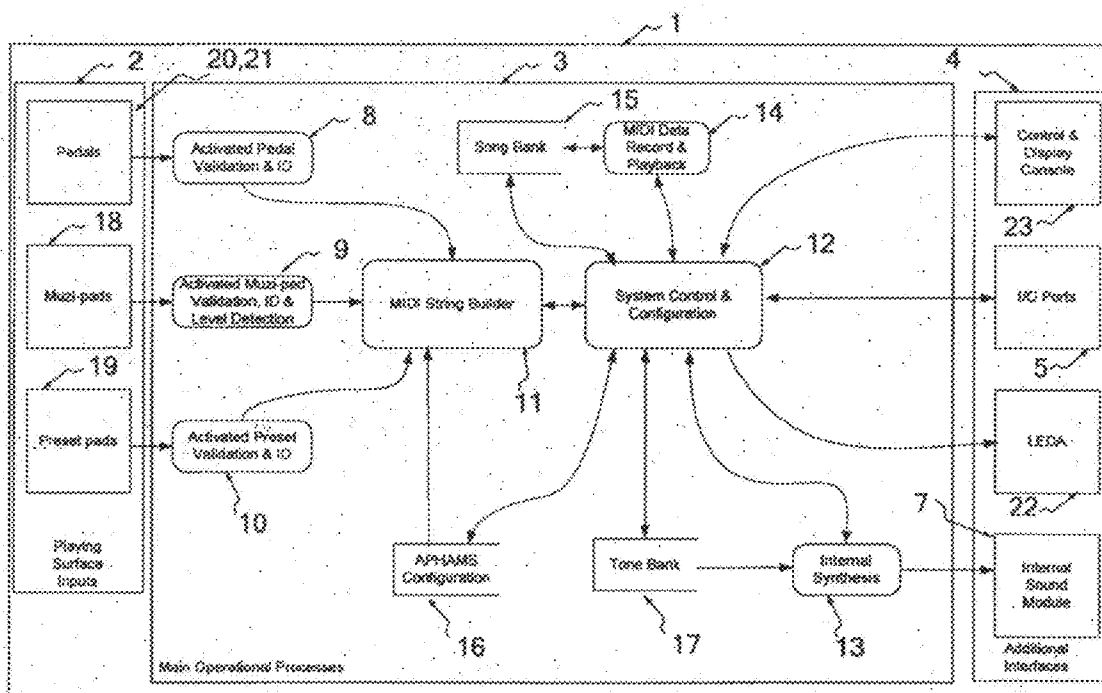 1
2
20,21
3
4
Pedals
8
Activated Pedal
Validation & ID
15
Song Bank
MIDI Data
Record &
Playback
14
Control &
Display
Console
23
18
Muzi-pads
9
Activated Muzi-pad
Validation, ID &
Level Detection
MIDI String Builder
11
System Control &
Configuration
12
I/O Ports
5
19
Preset pads
Activated Preset
Validation & ID
10
LEDA
22
Playing
Surface
Inputs
APHAMS
Configuration
16
Tone Bank
17
Internal
Synthesis
13
7
Internal
Sound
Module
Main Operational Processes
Additional
Interfaces